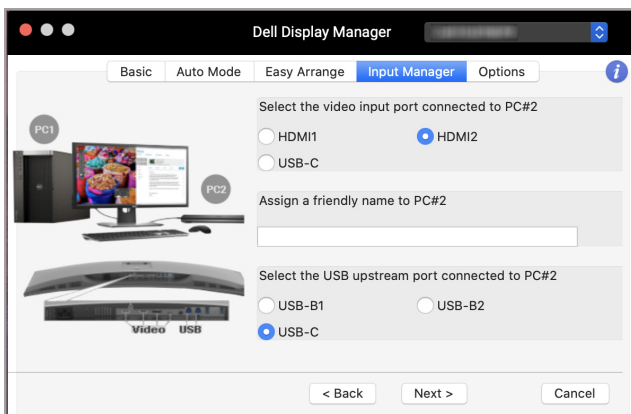 Dell Display Manager
Basic Auto Mode Easy Arrange Input Manager Options i
Select the video input port connected to PC#2
HDMI1 HDMI2
USB-C
PC1
PC2
Assign a friendly name to PC#2
Select the USB upstream port connected to PC#2
USB-B1 USB-B2
USB-C
Video USB
< Back Next > Cancel